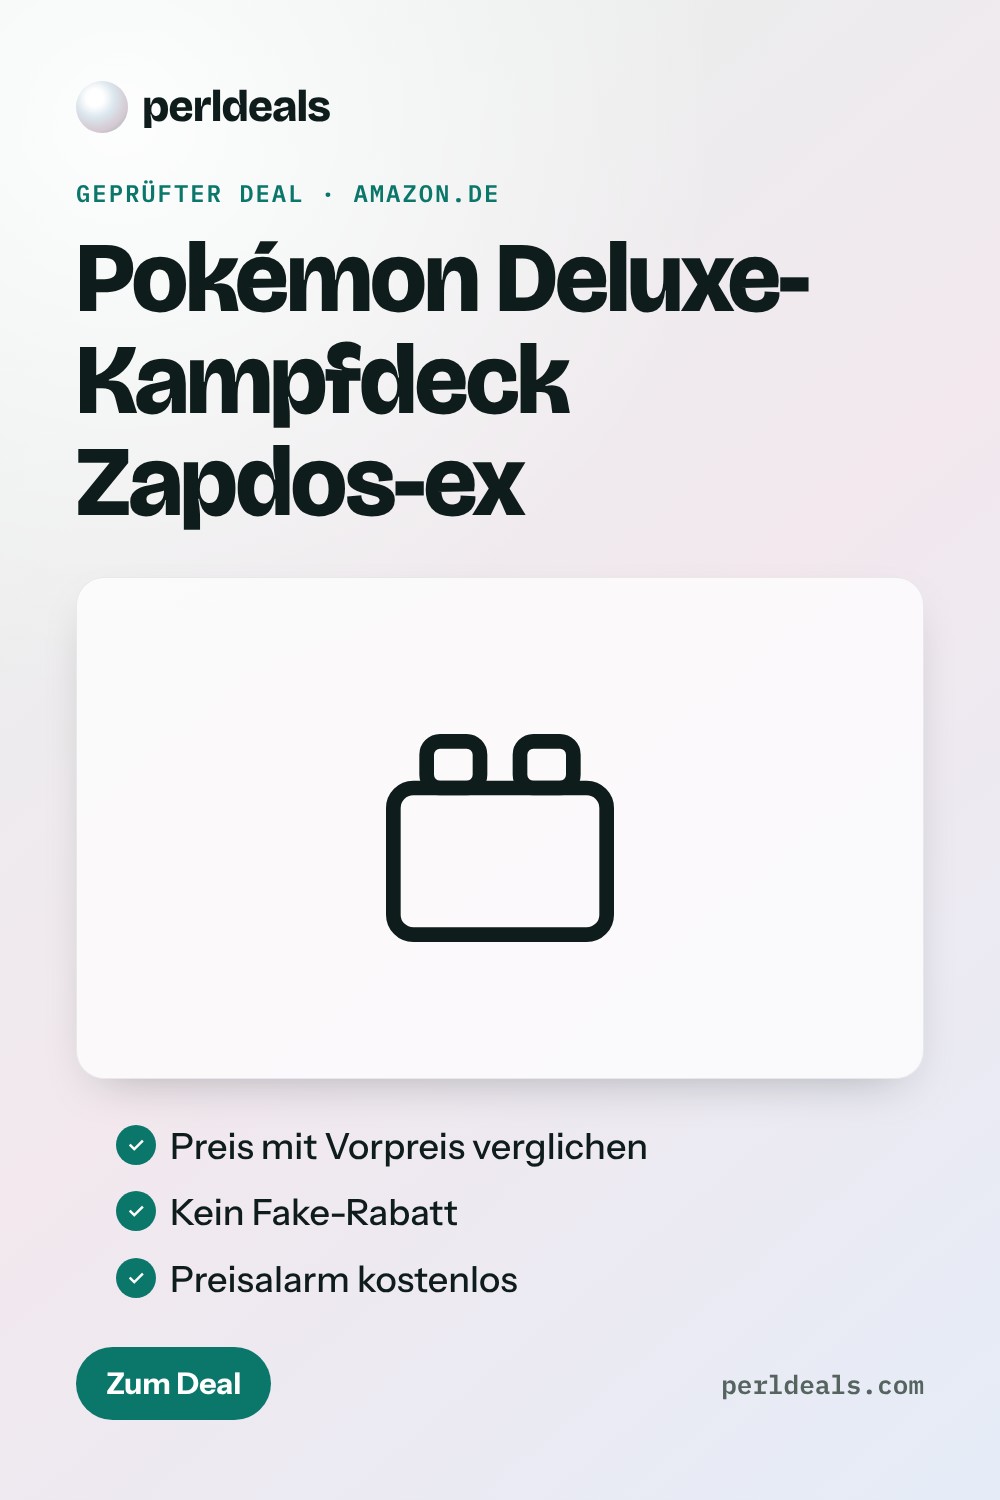 perldeals
GEPRÜFTER DEAL · AMAZON.DE
Pokémon Deluxe-
Kampfdeck
Zapdos-ex
Preis mit Vorpreis verglichen
Kein Fake-Rabatt
Preisalarm kostenlos
Zum Deal
perldeals.com